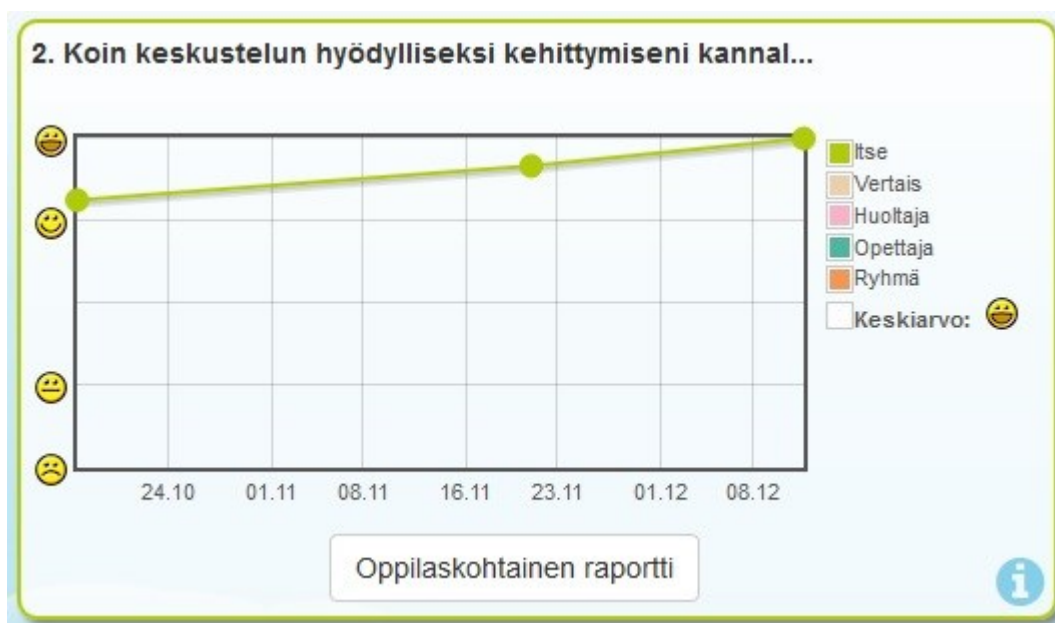 2. Koin keskustelun hyödylliseksi kehittymiseni kannal...
Itse
Vertais
Huoltaja
Opettaja
Ryhmä
Keskiarvo:
24.10 01.11 08.11 16.11 23.11 01.12 08.12
Oppilaskohtainen raportti